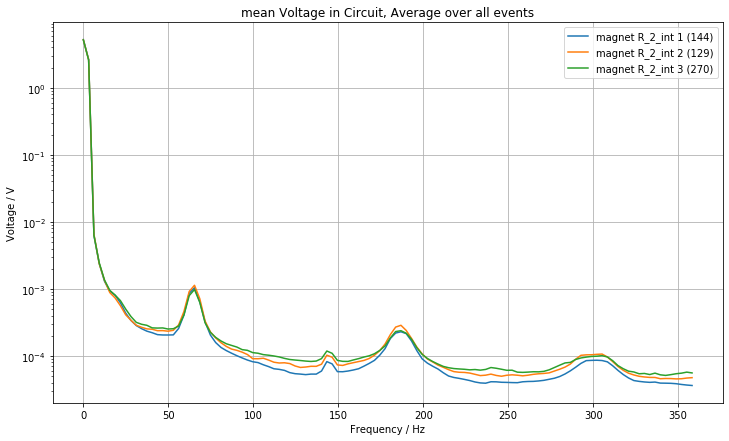 mean Voltage in Circuit, Average over all events
magnet R_2_int 1 (144)
magnet R_2_int 2 (129)
magnet R_2_int 3 (270)
Voltage / V
10⁰
10⁻¹
10⁻²
10⁻³
10⁻⁴
0 50 100 150 200 250 300 350
Frequency / Hz